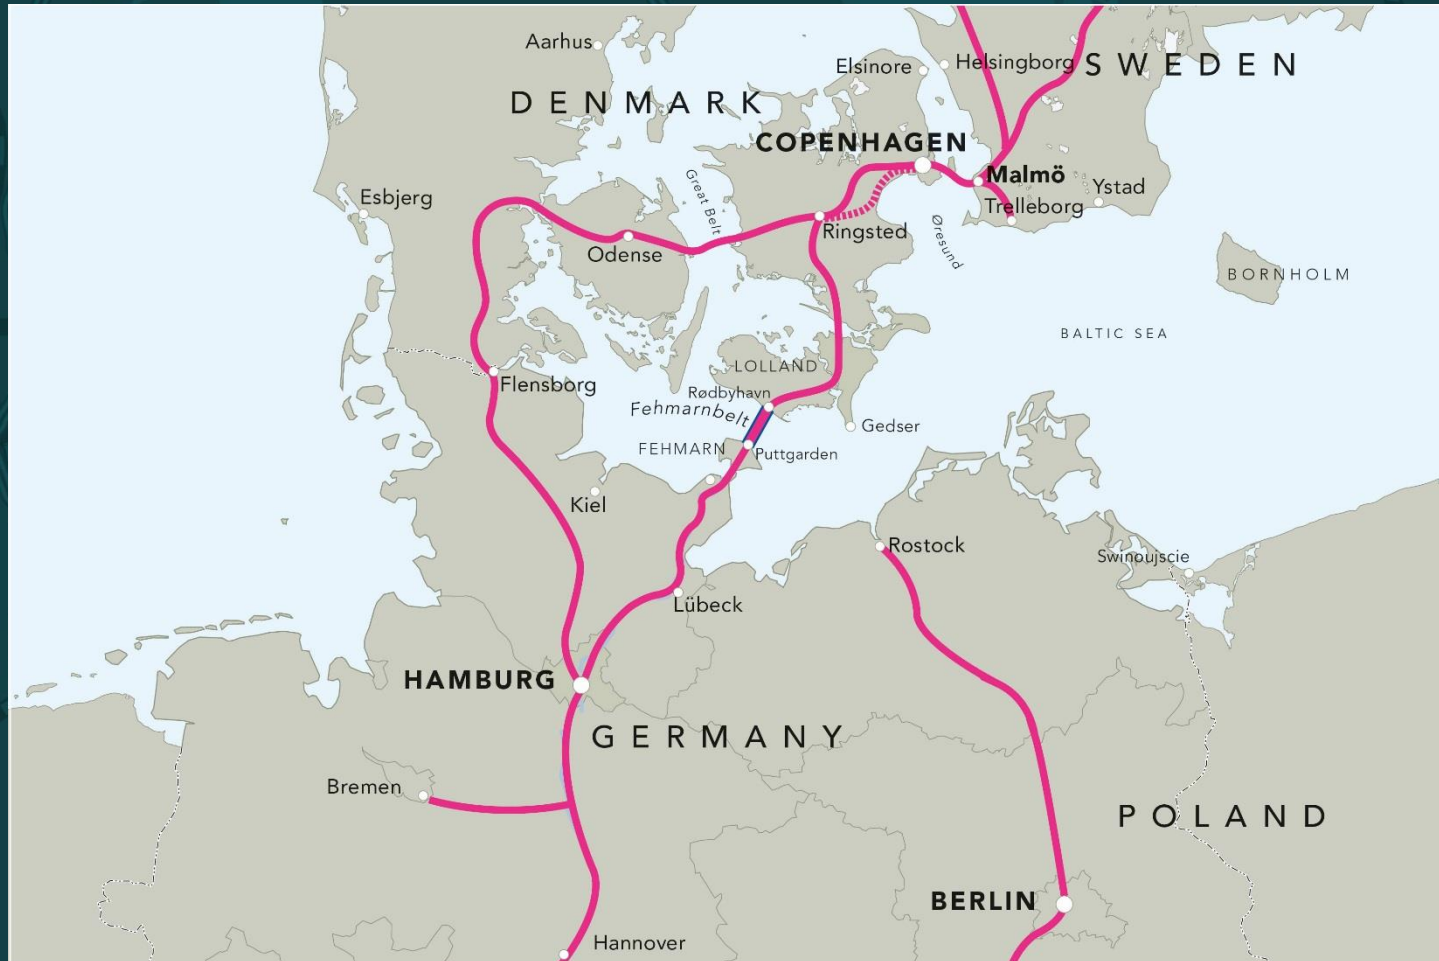 Aarhus
Elsinore
Helsingborg
SWEDEN
DENMARK
COPENHAGEN
Malmö
Great Belt
Esbjerg
Ystad
Trelleborg
Ringsted
Øresund
Odense
BORNHOLM
BALTIC SEA
LOLLAND
Flensborg
Rødbyhavn
Fehmarnbelt
Gedser
FEHMARN
Puttgarden
Kiel
Rostock
Swinoujscie
Lübeck
HAMBURG
GERMANY
Bremen
POLAND
BERLIN
Hannover